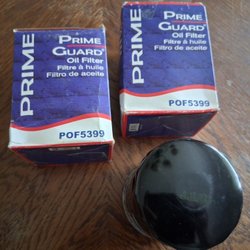 PRIME
PRIME
GUARD
Oil Filter
Filtre à huile
Filtro de aceite
POF5399
PRIME
PRIME
GUARD
Oil Filter
Filtre à huile
Filtro de aceite
POF5399